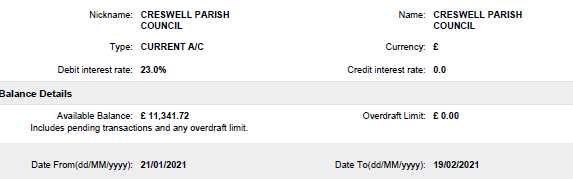 Nickname: CRESWELL PARISH COUNCIL Name: CRESWELL PARISH COUNCIL
Type: CURRENT A/C Currency: £
Debit interest rate: 23.0% Credit interest rate: 0.0
Balance Details
Available Balance: £ 11,341.72 Overdraft Limit: £ 0.00
Includes pending transactions and any overdraft limit.
Date From(dd/MM/yyyy): 21/01/2021 Date To(dd/MM/yyyy): 19/02/2021